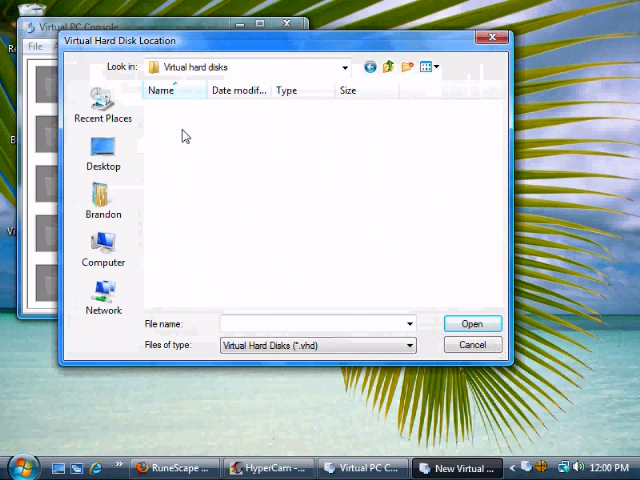 Virtual PC Console
File
Virtual Hard Disk Location
Look in:
Virtual hard disks
Name
Date modif...
Type
Size
Recent Places
Desktop
Brandon
Computer
Network
File name:
Open
Files of type:
Virtual Hard Disks (*.vhd)
Cancel
RuneScape ...
HyperCam -...
Virtual PC C...
New Virtual ...
12:00 PM